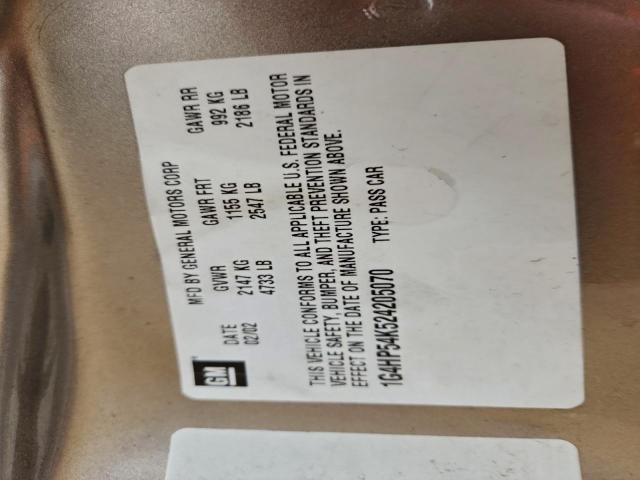 GM
MFD BY GENERAL MOTORS CORP
DATE GVWR GAWR FRT GAWR RR
02/02 2147 KG 1155 KG 992 KG
4733 LB 2547 LB 2186 LB
THIS VEHICLE CONFORMS TO ALL APPLICABLE U.S. FEDERAL MOTOR
VEHICLE SAFETY, BUMPER, AND THEFT PREVENTION STANDARDS IN
EFFECT ON THE DATE OF MANUFACTURE SHOWN ABOVE.
1G4HP54K524205070 TYPE: PASS CAR